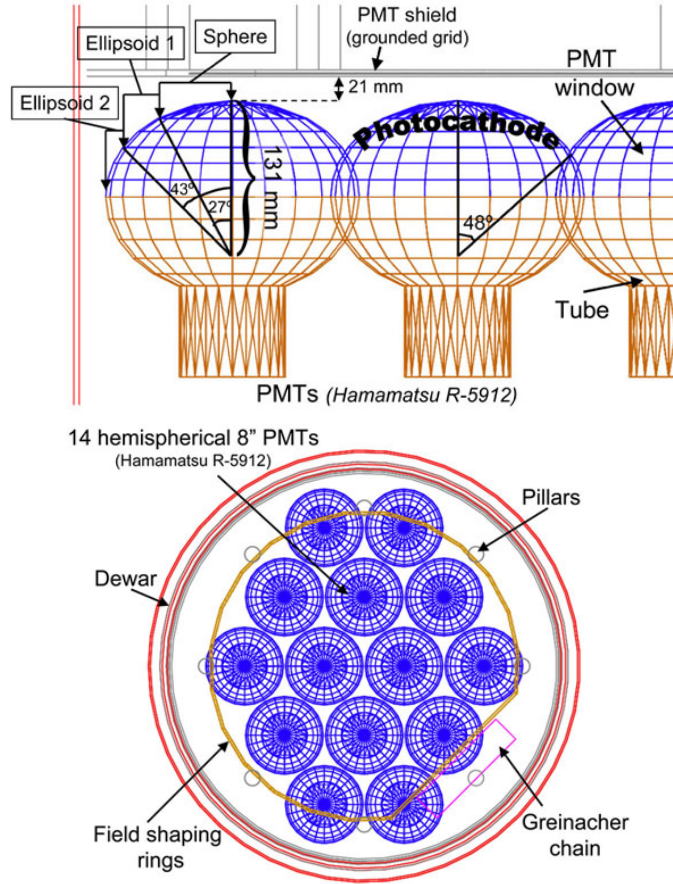 Ellipsoid 1
Sphere
PMT shield
(grounded grid)
Ellipsoid 2
21 mm
PMT
window
Photocathode
131 mm
43°
27°
48°
Tube
PMTs (Hamamatsu R-5912)
14 hemispherical 8” PMTs
(Hamamatsu R-5912)
Pillars
Dewar
Field shaping
rings
Greinacher
chain